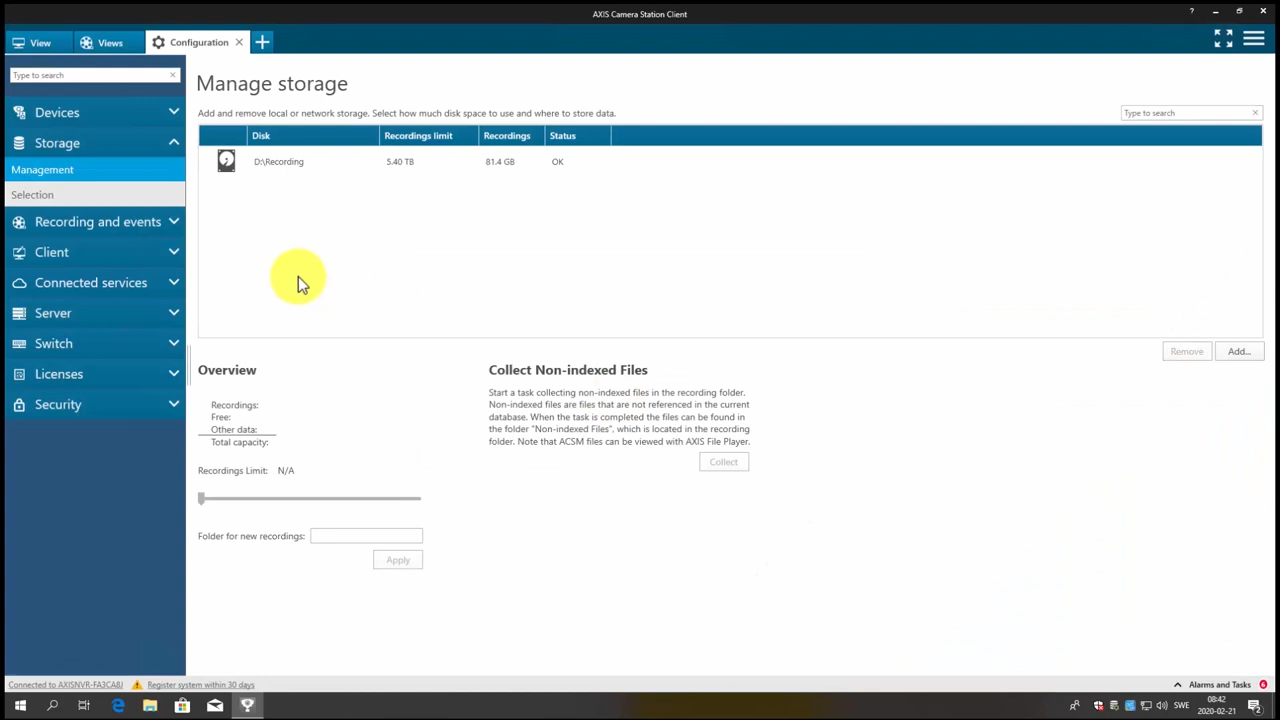 AXIS Camera Station Client
?
View
Views
Configuration
Type to search
Devices
Storage
Management
Selection
Recording and events
Client
Connected services
Server
Switch
Licenses
Security
Manage storage
Add and remove local or network storage. Select how much disk space to use and where to store data.
Type to search
Disk Recordings limit Recordings Status
D:\Recording 5.40 TB 81.4 GB OK
Remove Add...
Overview
Recordings:
Free:
Other data:
Total capacity:
Recordings Limit: N/A
Folder for new recordings:
Apply
Collect Non-indexed Files
Start a task collecting non-indexed files in the recording folder.
Non-indexed files are files that are not referenced in the current
database. When the task is completed the files can be found in
the folder "Non-indexed Files", which is located in the recording
folder. Note that ACSM files can be viewed with AXIS File Player.
Collect
Connected to AXISNVR-FA3CA8J Register system within 30 days
Alarms and Tasks 6
SWE 08:42
2020-02-21
2